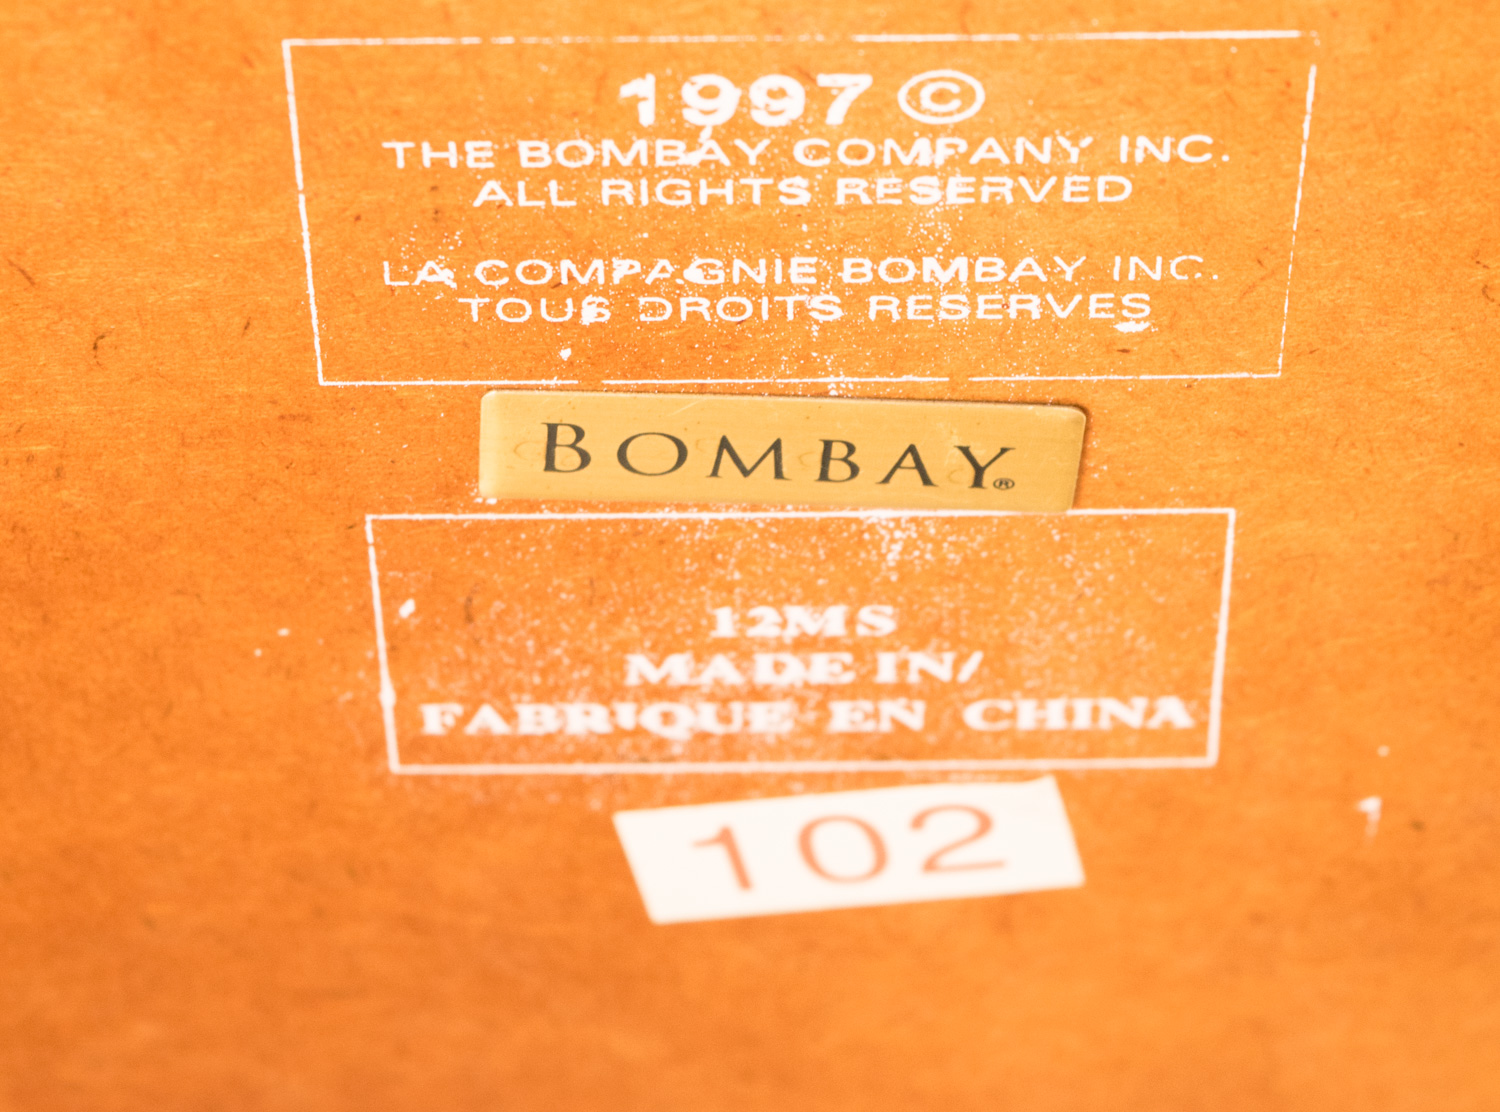 1997 ©
THE BOMBAY COMPANY INC.
ALL RIGHTS RESERVED
LA COMPAGNIE BOMBAY INC.
TOUS DROITS RESERVES
BOMBAY®
12MS
MADE IN/
FABRIQUE EN CHINA
102